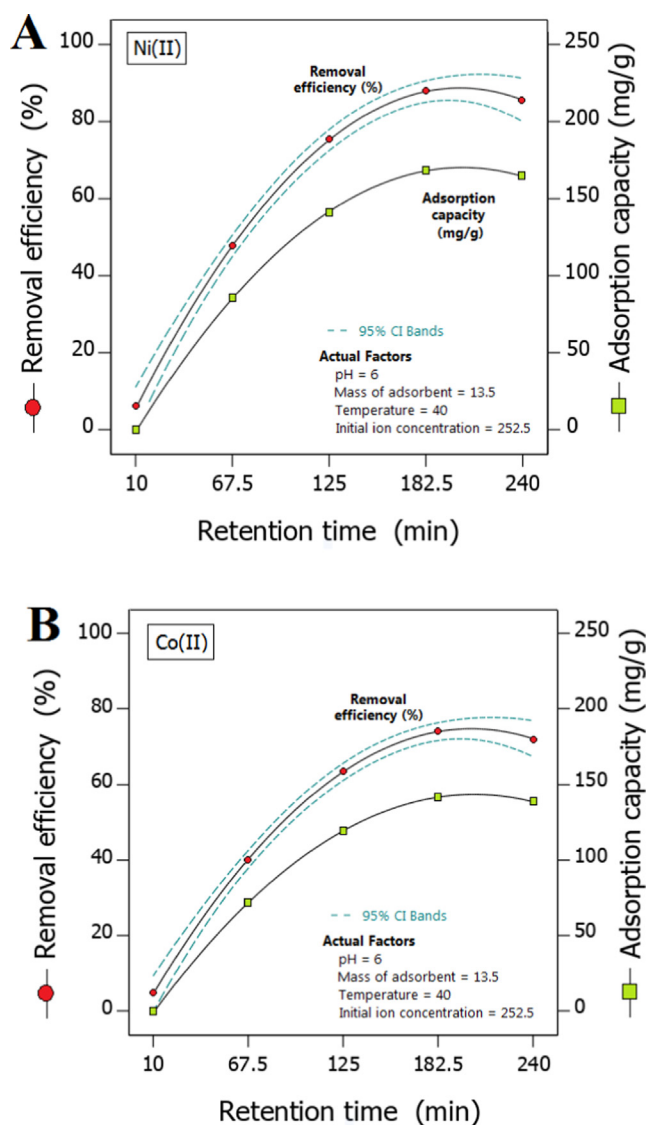 A
Ni(II)
Removal efficiency (%)
100
80
60
40
20
0
Removal
efficiency (%)
Adsorption
capacity
(mg/g)
95% CI Bands
Actual Factors
pH = 6
Mass of adsorbent = 13.5
Temperature = 40
Initial ion concentration = 252.5
250
200
150
100
50
0
Adsorption capacity (mg/g)
10 67.5 125 182.5 240
Retention time (min)
B
Co(II)
Removal efficiency (%)
100
80
60
40
20
0
Removal
efficiency (%)
95% CI Bands
Actual Factors
pH = 6
Mass of adsorbent = 13.5
Temperature = 40
Initial ion concentration = 252.5
250
200
150
100
50
0
Adsorption capacity (mg/g)
10 67.5 125 182.5 240
Retention time (min)